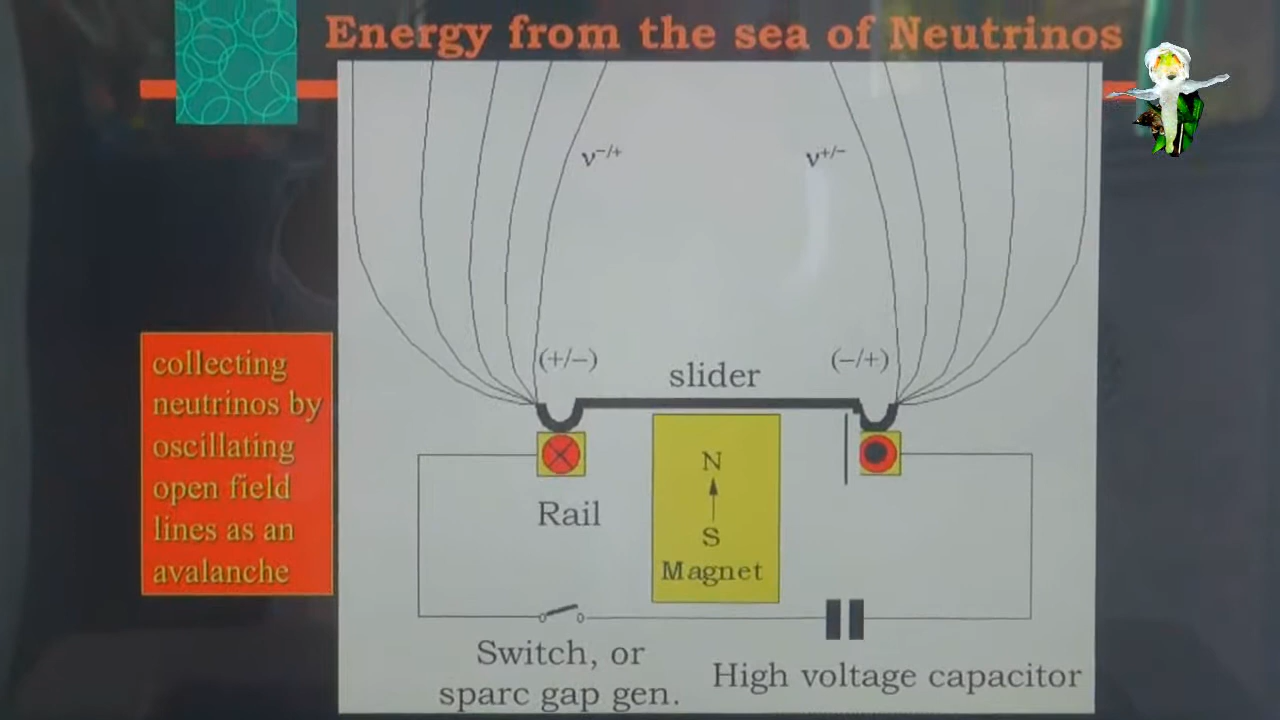 Energy from the sea of Neutrinos
ν−/+
ν+/−
collecting
neutrinos by
oscillating
open field
lines as an
avalanche
(+/−)
slider
(−/+)
N
S
Magnet
Rail
Switch, or
sparc gap gen.
High voltage capacitor